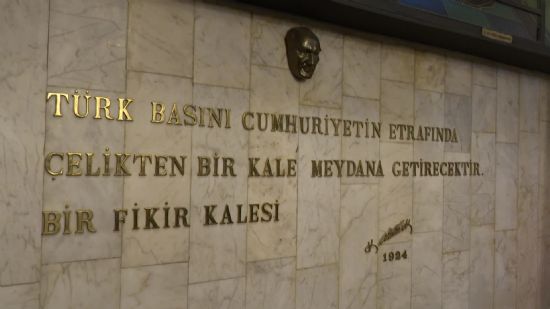 TÜRK BASINI CUMHURİYETİN ETRAFINDA
ÇELİKTEN BİR KALE MEYDANA GETİRECEKTİR.
BİR FİKİR KALESİ
1924